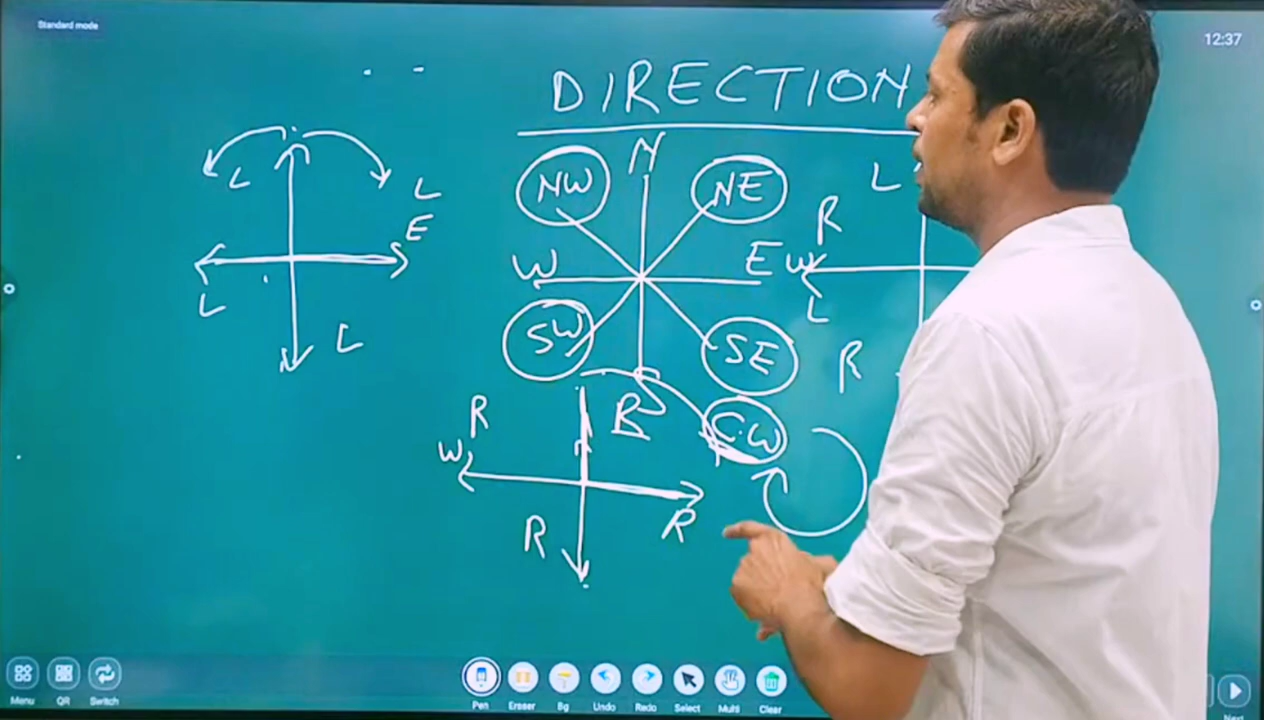 Standard mode
12:37
DIRECTION
N
NW
NE
L
L
L
R
E
W
E
W
L
L
L
SW
SE
R
R
B
C.W
W
R
R
Menu
QR
Switch
Pen
Eraser
Bg
Undo
Redo
Select
Multi
Clear